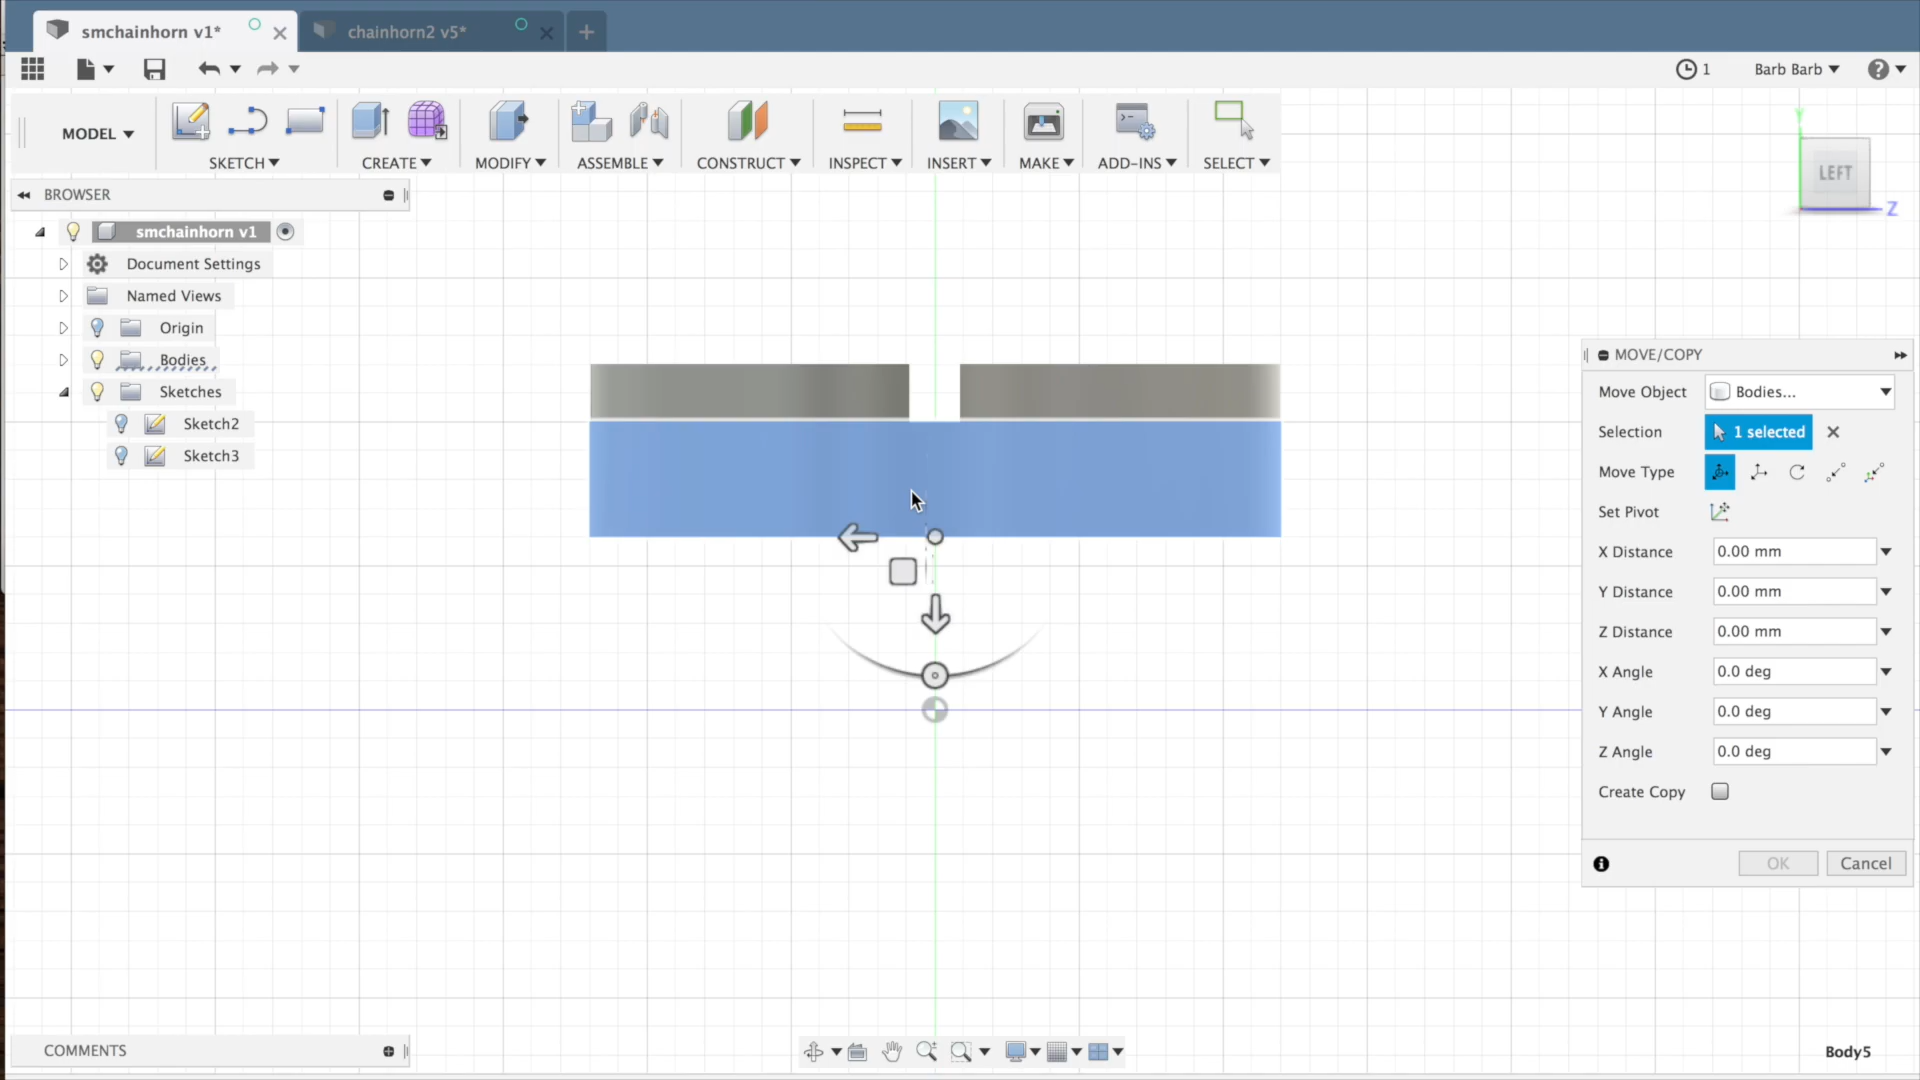 smchainhorn v1*
chainhorn2 v5*
1
Barb Barb
MODEL
SKETCH
CREATE
MODIFY
ASSEMBLE
CONSTRUCT
INSPECT
INSERT
MAKE
ADD-INS
SELECT
LEFT
Y
Z
BROWSER
smchainhorn v1
Document Settings
Named Views
Origin
Bodies
Sketches
Sketch2
Sketch3
MOVE/COPY
Move Object Bodies...
Selection 1 selected
Move Type
Set Pivot
X Distance 0.00 mm
Y Distance 0.00 mm
Z Distance 0.00 mm
X Angle 0.0 deg
Y Angle 0.0 deg
Z Angle 0.0 deg
Create Copy
OK Cancel
COMMENTS
Body5